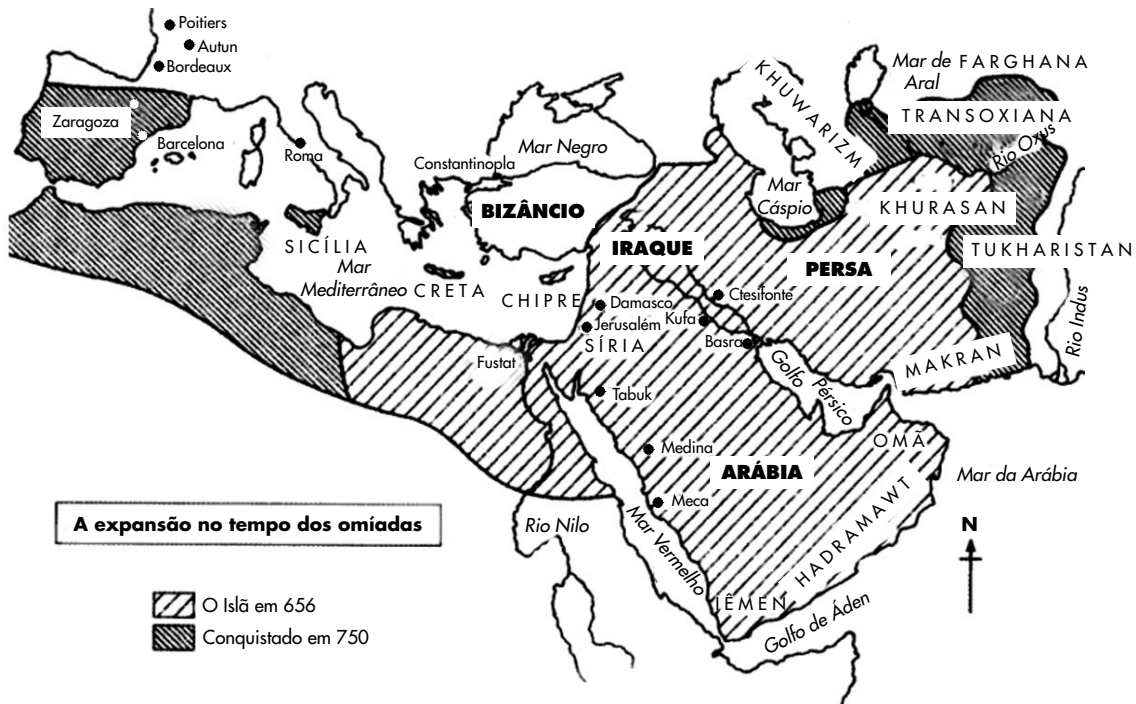 Poitiers
Autun
Bordeaux
Zaragoza
Barcelona
Roma
Constantinopla
Mar Negro
BIZÂNCIO
SICÍLIA
Mar
Mediterrâneo
CRETA
CHIPRE
Mar de
Aral
FARGHANA
KHUWARIZM
TRANSOXIANA
Rio Oxus
Mar
Cáspio
KHURASAN
TUKHARISTAN
IRAQUE
PERSA
Ctesifonte
Damasco
Kufa
Jerusalém
SÍRIA
Basra
Fustat
Golfo
Pérsico
MAKRAN
Rio Indus
Tabuk
OMÃ
Medina
ARÁBIA
Mar da Arábia
Meca
HADRAMAWT
Rio Nilo
Mar Vermelho
IÊMEN
Golfo de Áden
N
A expansão no tempo dos omíadas
O Islã em 656
Conquistado em 750